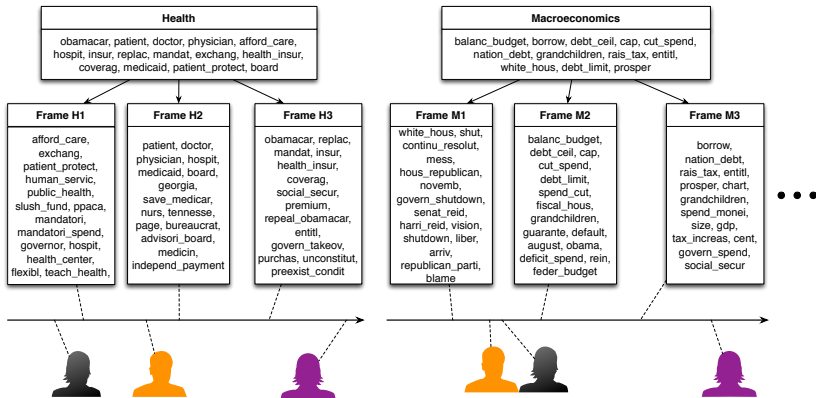 Health
obamacar, patient, doctor, physician, afford_care,
hospit, insur, replac, mandat, exchang, health_insur,
coverag, medicaid, patient_protect, board
Macroeconomics
balanc_budget, borrow, debt_ceil, cap, cut_spend,
nation_debt, grandchildren, rais_tax, entitl,
white_hous, debt_limit, prosper
Frame H1
afford_care,
exchang,
patient_protect,
human_servic,
public_health,
slush_fund, ppaca,
mandatori,
mandatori_spend,
governor, hospit,
health_center,
flexibl, teach_health,
Frame H2
patient, doctor,
physician, hospit,
medicaid, board,
georgia,
save_medicar,
nurs, tennesse,
page, bureaucrat,
advisori_board,
medicin,
independ_payment
Frame H3
obamacar, replac,
mandat, insur,
health_insur,
coverag,
social_secur,
premium,
repeal_obamacar,
entitl,
govern_takeov,
purchas, unconstitut,
preexist_condit
Frame M1
white_hous, shut,
continu_resolut,
mess,
hous_republican,
novemb,
govern_shutdown,
senat_reid,
harri_reid, vision,
shutdown, liber,
arriv,
republican_parti,
blame
Frame M2
balanc_budget,
debt_ceil, cap,
cut_spend,
debt_limit,
spend_cut,
fiscal_hous,
grandchildren,
guarante, default,
august, obama,
deficit_spend, rein,
feder_budget
Frame M3
borrow,
nation_debt,
rais_tax, entitl,
prosper, chart,
grandchildren,
spend_monei,
size, gdp,
tax_increas, cent,
govern_spend,
social_secur